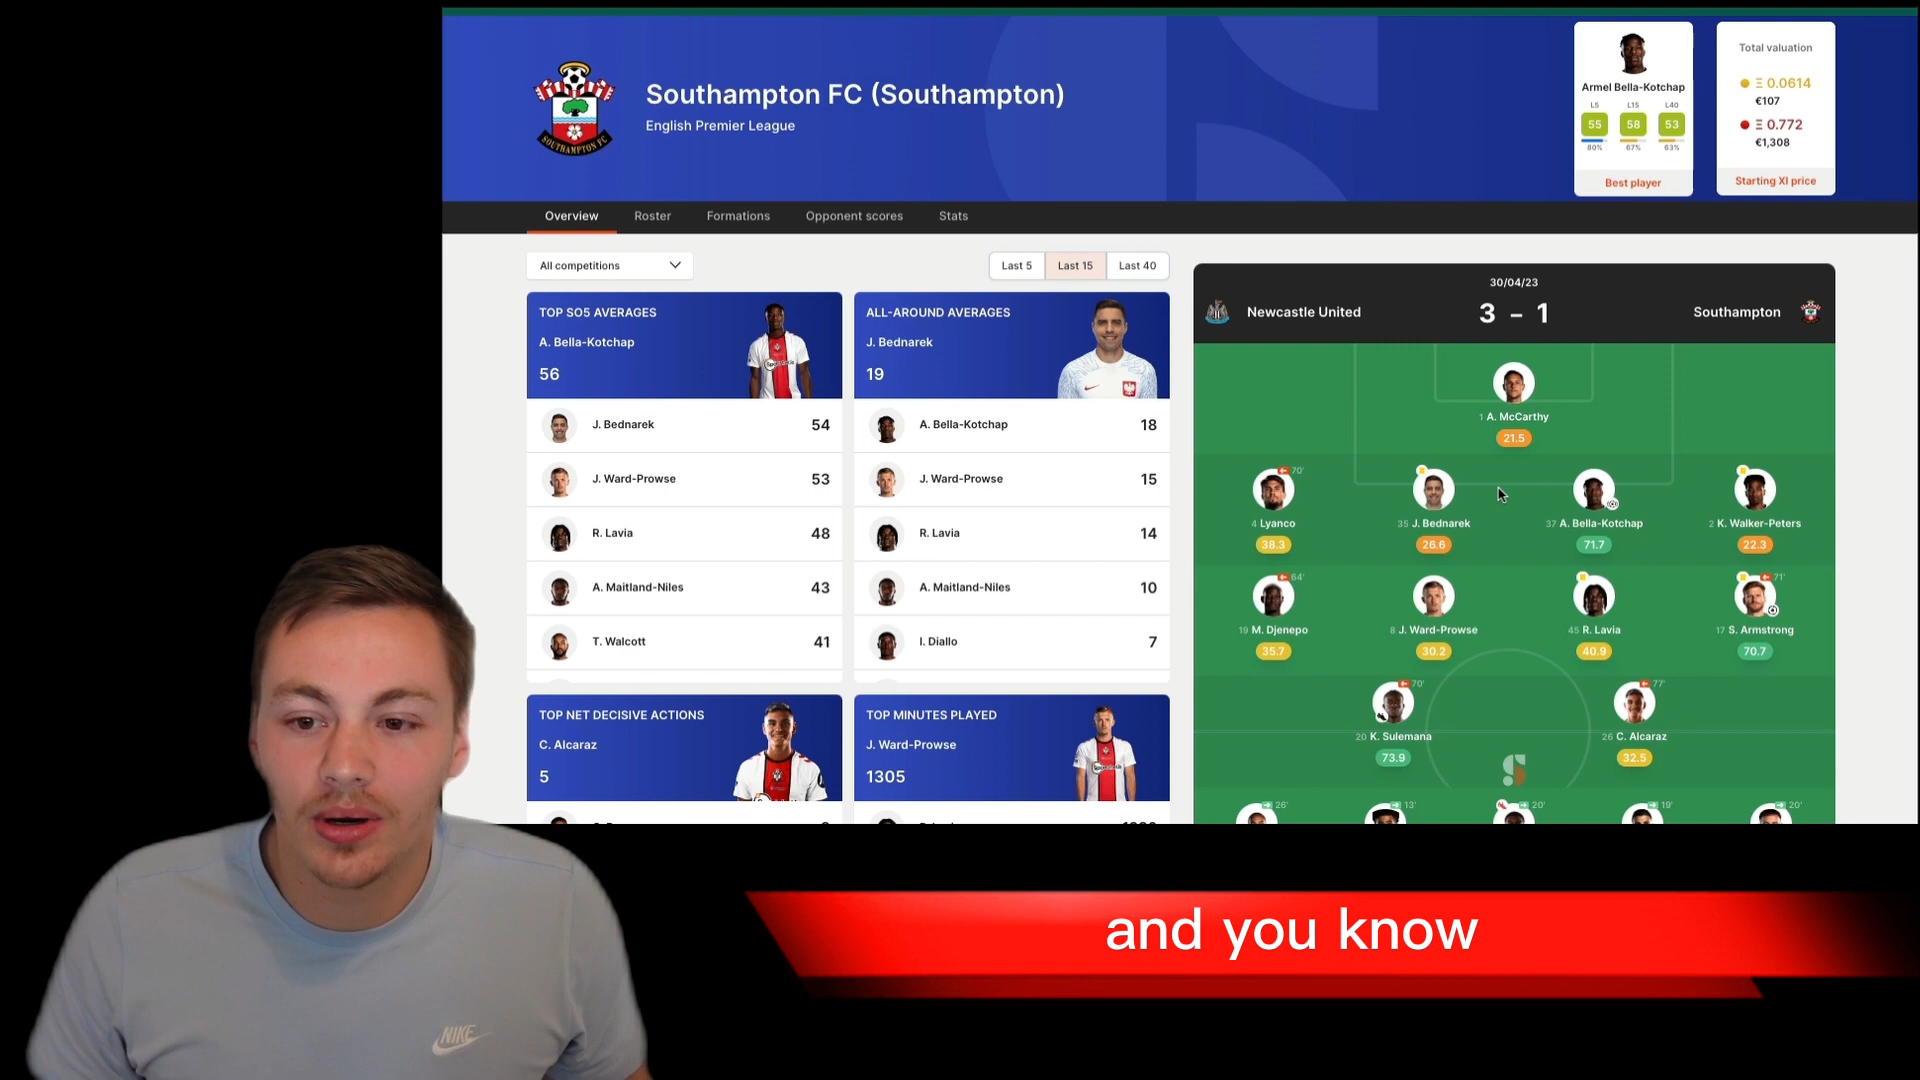 Southampton FC (Southampton)
English Premier League
SOUTHAMPTON FC
Armel Bella-Kotchap
L5 L15 L40
55 58 53
80% 67% 63%
Best player
Total valuation
Ξ 0.0614
€107
Ξ 0.772
€1,308
Starting XI price
Overview Roster Formations Opponent scores Stats
All competitions
Last 5 Last 15 Last 40
TOP SO5 AVERAGES
A. Bella-Kotchap
56
J. Bednarek 54
J. Ward-Prowse 53
R. Lavia 48
A. Maitland-Niles 43
T. Walcott 41
ALL-AROUND AVERAGES
J. Bednarek
19
A. Bella-Kotchap 18
J. Ward-Prowse 15
R. Lavia 14
A. Maitland-Niles 10
I. Diallo 7
TOP NET DECISIVE ACTIONS
C. Alcaraz
5
TOP MINUTES PLAYED
J. Ward-Prowse
1305
30/04/23
Newcastle United 3 – 1 Southampton
1 A. McCarthy
21.5
70'
4 Lyanco 35 J. Bednarek 37 A. Bella-Kotchap 2 K. Walker-Peters
38.3 26.6 71.7 22.3
64' 71'
19 M. Djenepo 8 J. Ward-Prowse 45 R. Lavia 17 S. Armstrong
35.7 30.2 40.9 70.7
70' 77'
20 K. Sulemana 26 C. Alcaraz
73.9 32.5
26' 13' 20' 19' 20'
and you know
NIKE